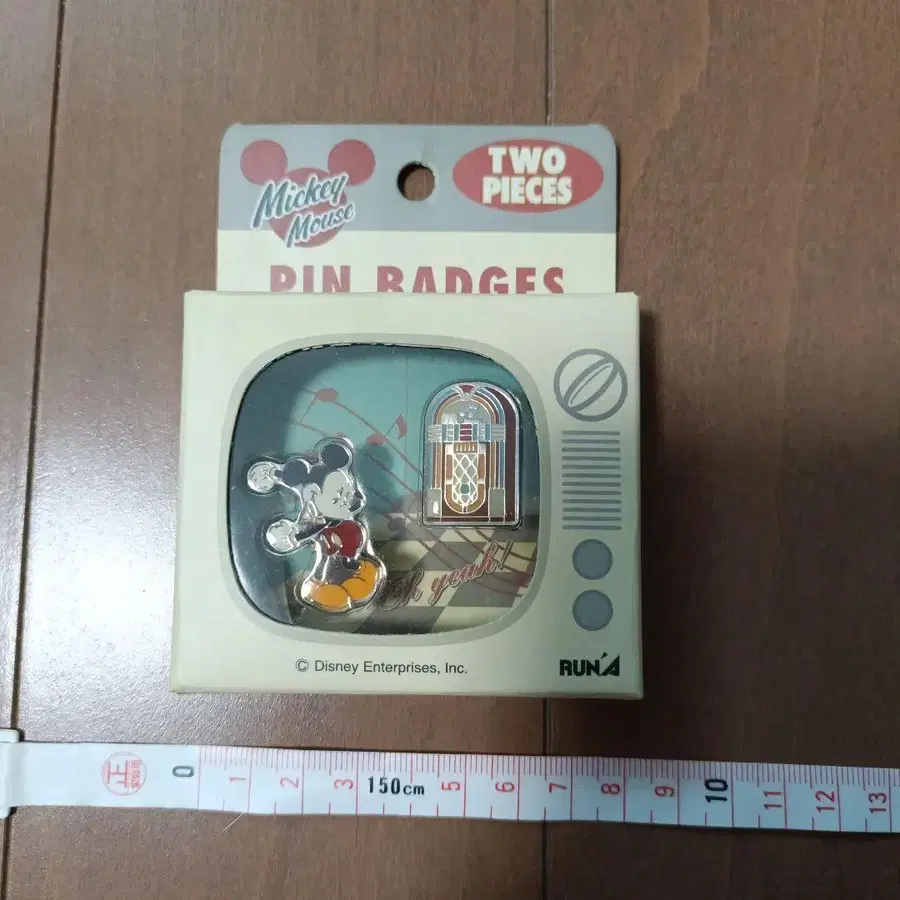 Mickey
Mouse
TWO
PIECES
PIN BADGES
Oh yeah!
© Disney Enterprises, Inc.
RUN'A
正
0 1 2 3 150cm 5 6 7 8 9 10 11 12 13